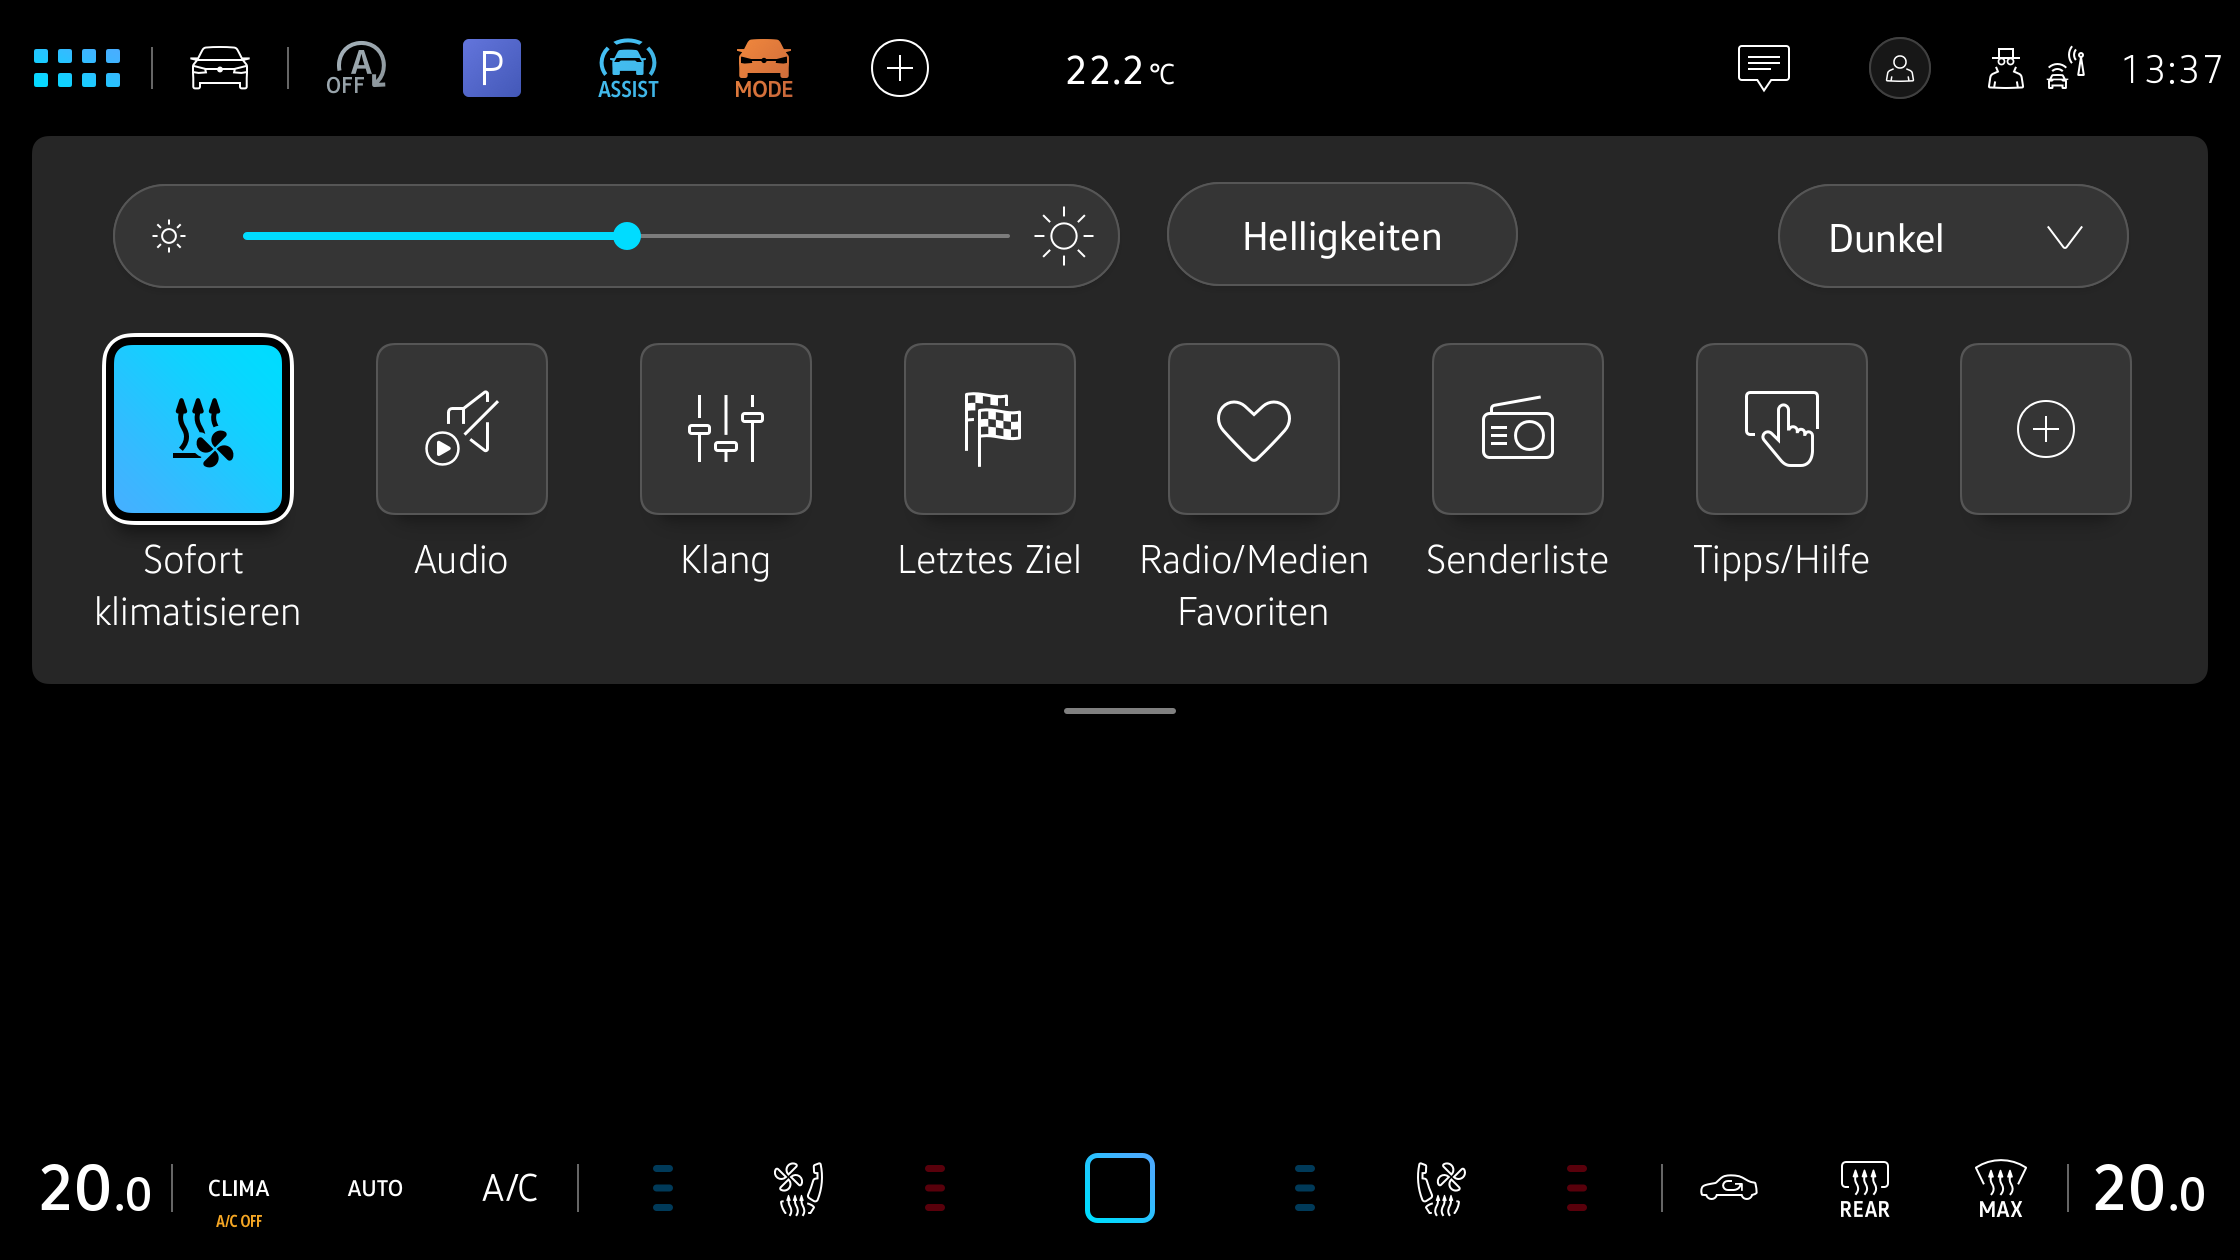 A
OFF
P
ASSIST
MODE
22.2 °C
13:37
Helligkeiten
Dunkel
Sofort
klimatisieren
Audio
Klang
Letztes Ziel
Radio/Medien
Favoriten
Senderliste
Tipps/Hilfe
20.0
CLIMA
A/C OFF
AUTO
A/C
REAR
MAX
20.0